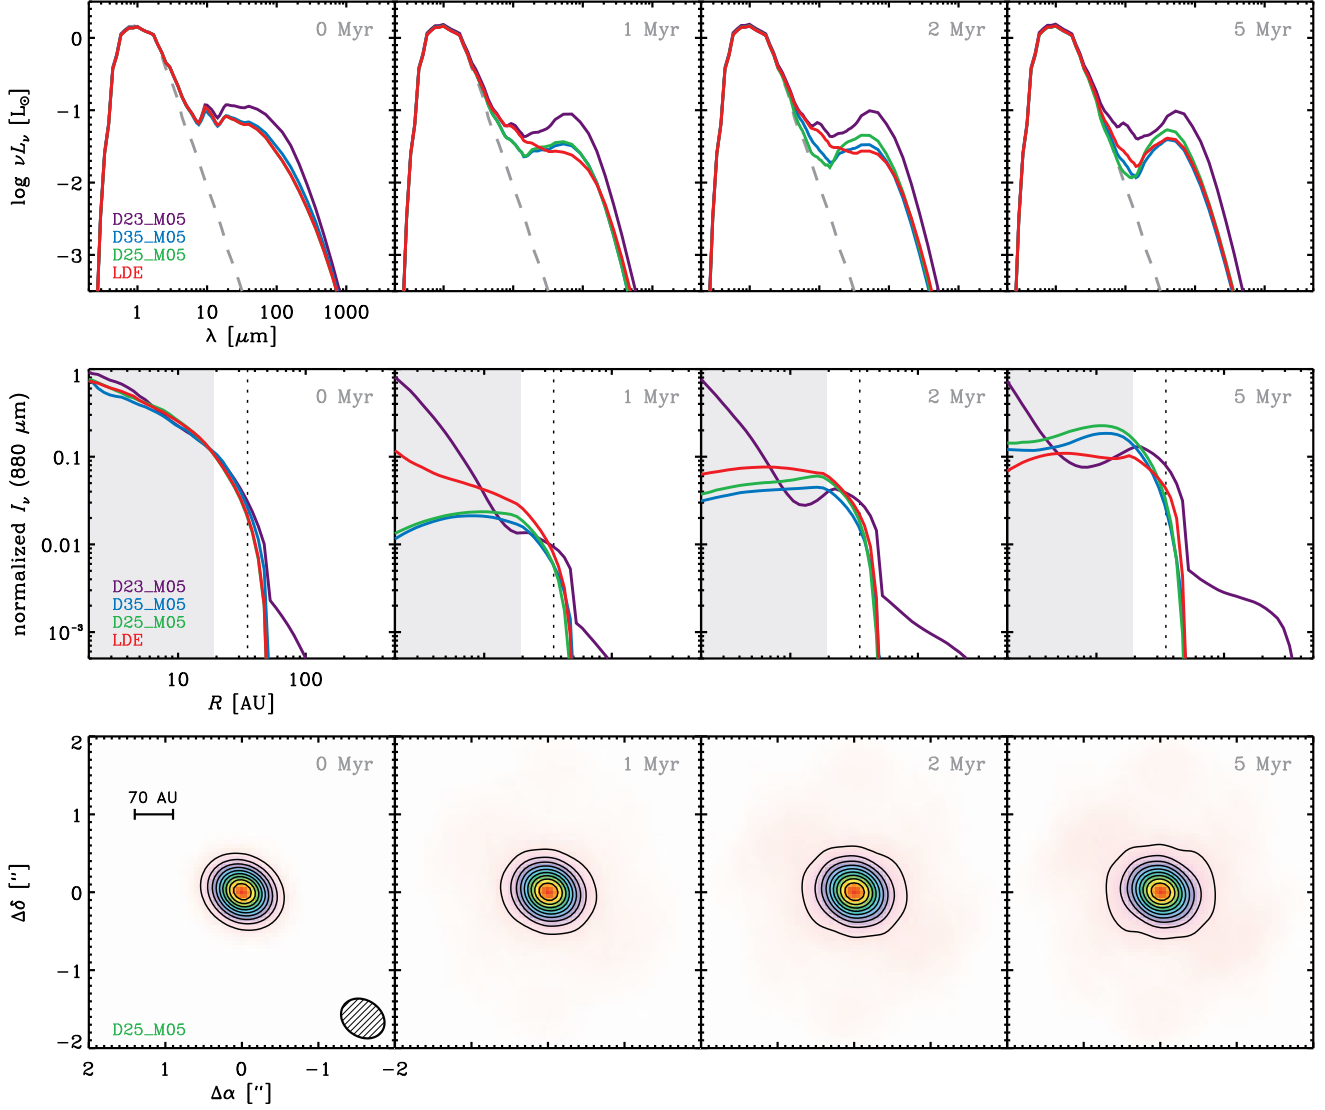 0 Myr
1 Myr
2 Myr
5 Myr
0
−1
−2
−3
log νLν [L⊙]
D23_M05
D35_M05
D25_M05
LDE
1
10
100
1000
λ [μm]
0 Myr
1 Myr
2 Myr
5 Myr
1
0.1
0.01
10⁻³
normalized Iν (880 μm)
D23_M05
D35_M05
D25_M05
LDE
10
100
R [AU]
0 Myr
1 Myr
2 Myr
5 Myr
2
1
0
−1
−2
Δδ ["]
70 AU
D25_M05
2
1
0
−1
−2
Δα ["]